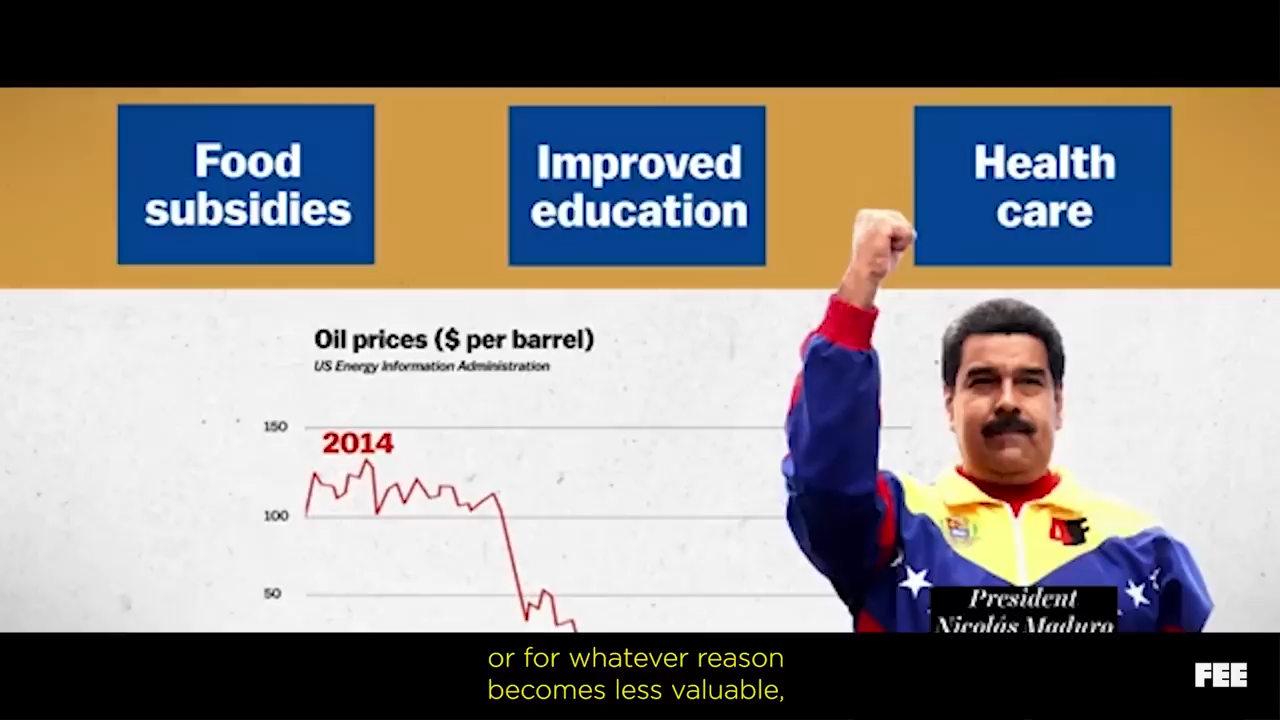 Food
subsidies
Improved
education
Health
care
Oil prices ($ per barrel)
US Energy Information Administration
150
2014
100
50
4F
President
Nicolás Maduro
or for whatever reason
becomes less valuable,
FEE